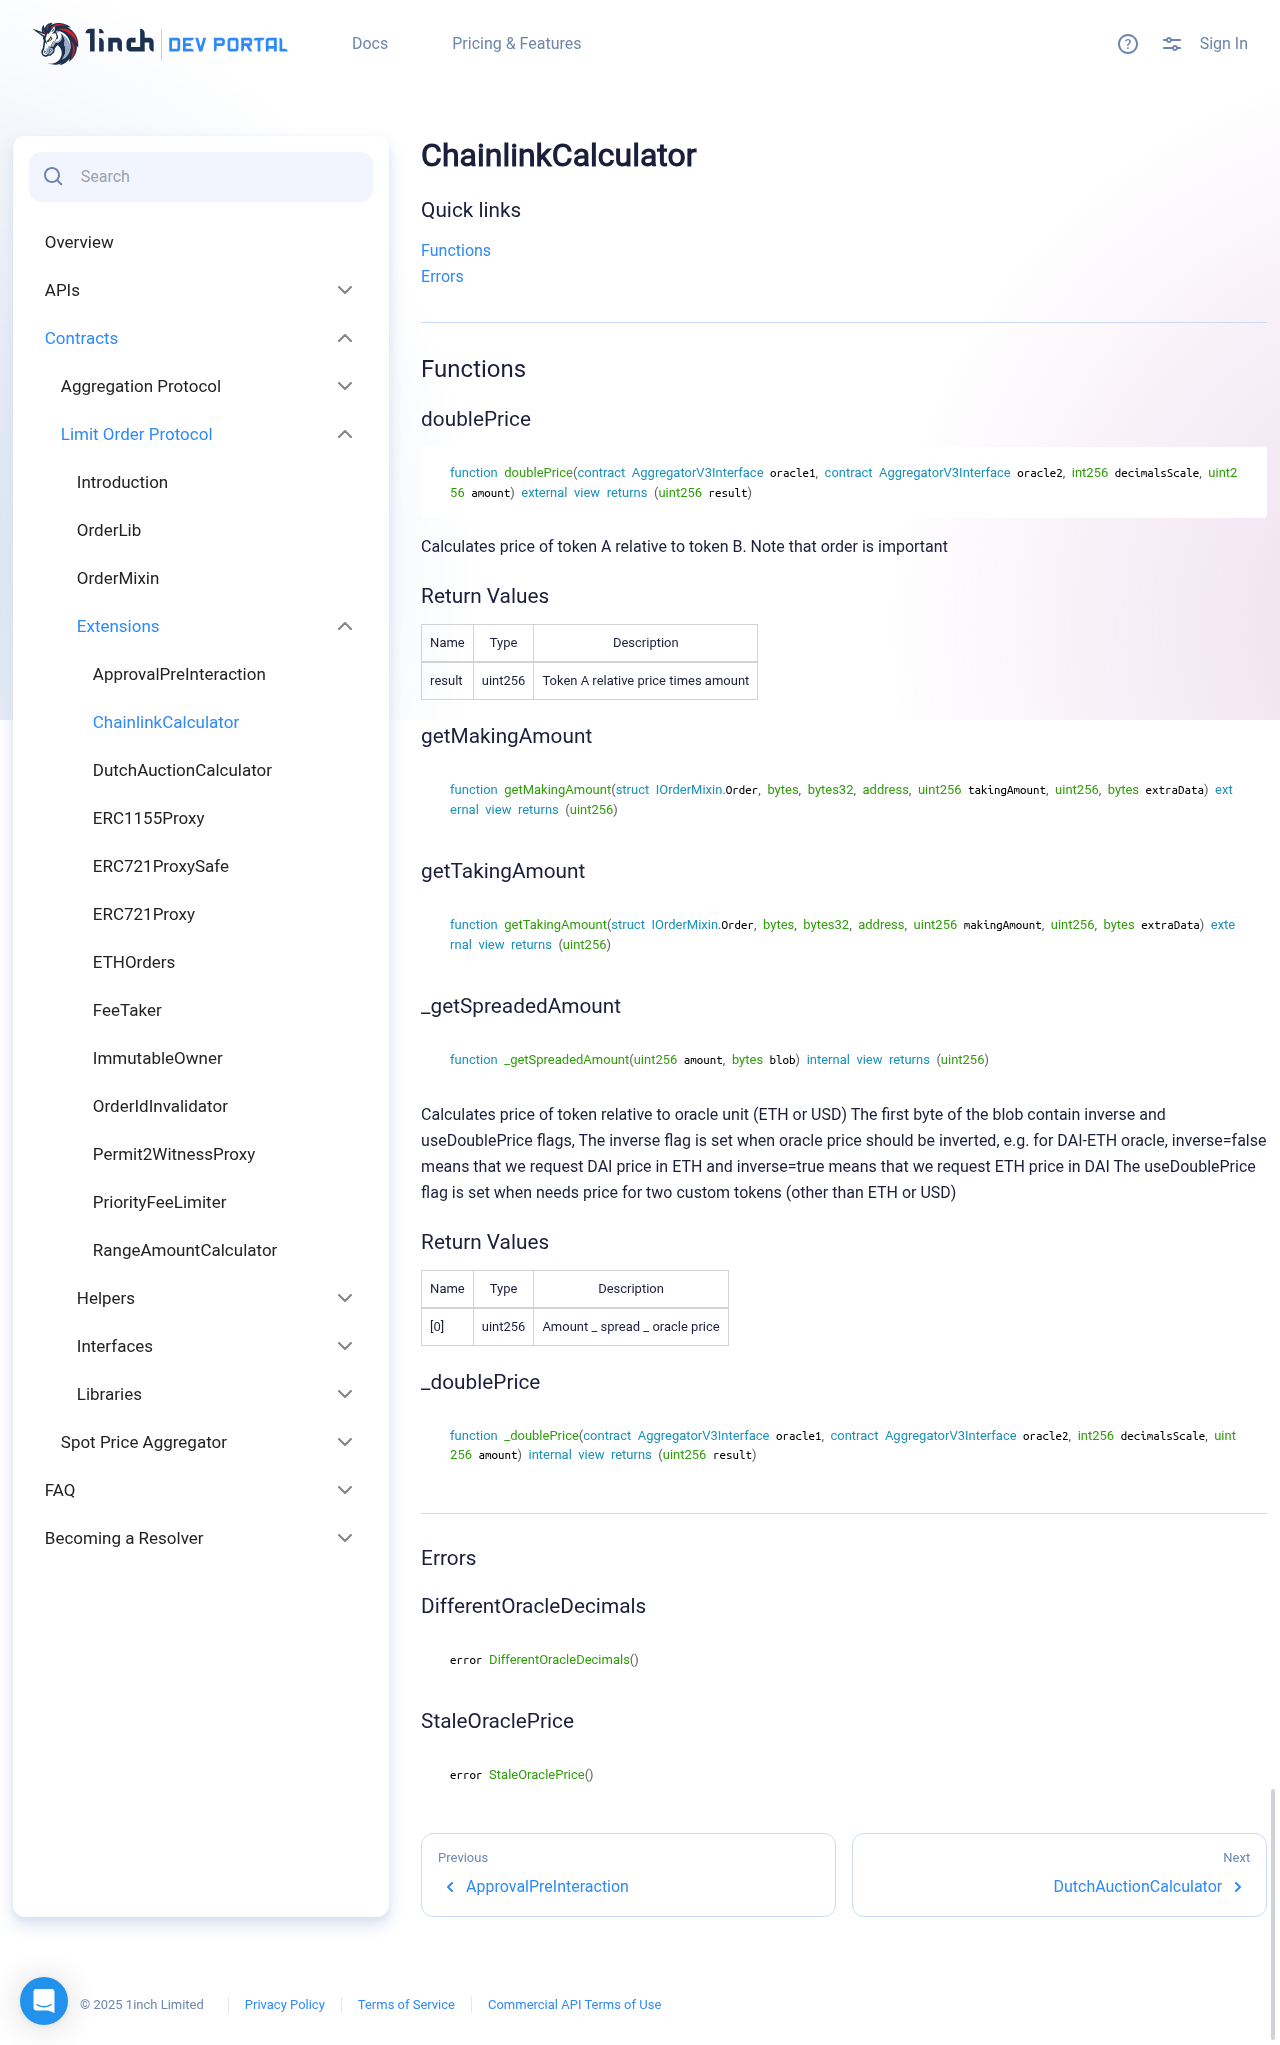 1inch DEV PORTAL
Docs
Pricing & Features
Sign In
Search
Overview
APIs
Contracts
Aggregation Protocol
Limit Order Protocol
Introduction
OrderLib
OrderMixin
Extensions
ApprovalPreInteraction
ChainlinkCalculator
DutchAuctionCalculator
ERC1155Proxy
ERC721ProxySafe
ERC721Proxy
ETHOrders
FeeTaker
ImmutableOwner
OrderIdInvalidator
Permit2WitnessProxy
PriorityFeeLimiter
RangeAmountCalculator
Helpers
Interfaces
Libraries
Spot Price Aggregator
FAQ
Becoming a Resolver
ChainlinkCalculator
Quick links
Functions
Errors
Functions
doublePrice
function doublePrice(contract AggregatorV3Interface oracle1, contract AggregatorV3Interface oracle2, int256 decimalsScale, uint2
56 amount) external view returns (uint256 result)
Calculates price of token A relative to token B. Note that order is important
Return Values
Name Type Description
result uint256 Token A relative price times amount
getMakingAmount
function getMakingAmount(struct IOrderMixin.Order, bytes, bytes32, address, uint256 takingAmount, uint256, bytes extraData) ext
ernal view returns (uint256)
getTakingAmount
function getTakingAmount(struct IOrderMixin.Order, bytes, bytes32, address, uint256 makingAmount, uint256, bytes extraData) exte
rnal view returns (uint256)
_getSpreadedAmount
function _getSpreadedAmount(uint256 amount, bytes blob) internal view returns (uint256)
Calculates price of token relative to oracle unit (ETH or USD) The first byte of the blob contain inverse and
useDoublePrice flags, The inverse flag is set when oracle price should be inverted, e.g. for DAI-ETH oracle, inverse=false
means that we request DAI price in ETH and inverse=true means that we request ETH price in DAI The useDoublePrice
flag is set when needs price for two custom tokens (other than ETH or USD)
Return Values
Name Type Description
[0] uint256 Amount _ spread _ oracle price
_doublePrice
function _doublePrice(contract AggregatorV3Interface oracle1, contract AggregatorV3Interface oracle2, int256 decimalsScale, uint
256 amount) internal view returns (uint256 result)
Errors
DifferentOracleDecimals
error DifferentOracleDecimals()
StaleOraclePrice
error StaleOraclePrice()
Previous
ApprovalPreInteraction
Next
DutchAuctionCalculator
© 2025 1inch Limited
Privacy Policy
Terms of Service
Commercial API Terms of Use